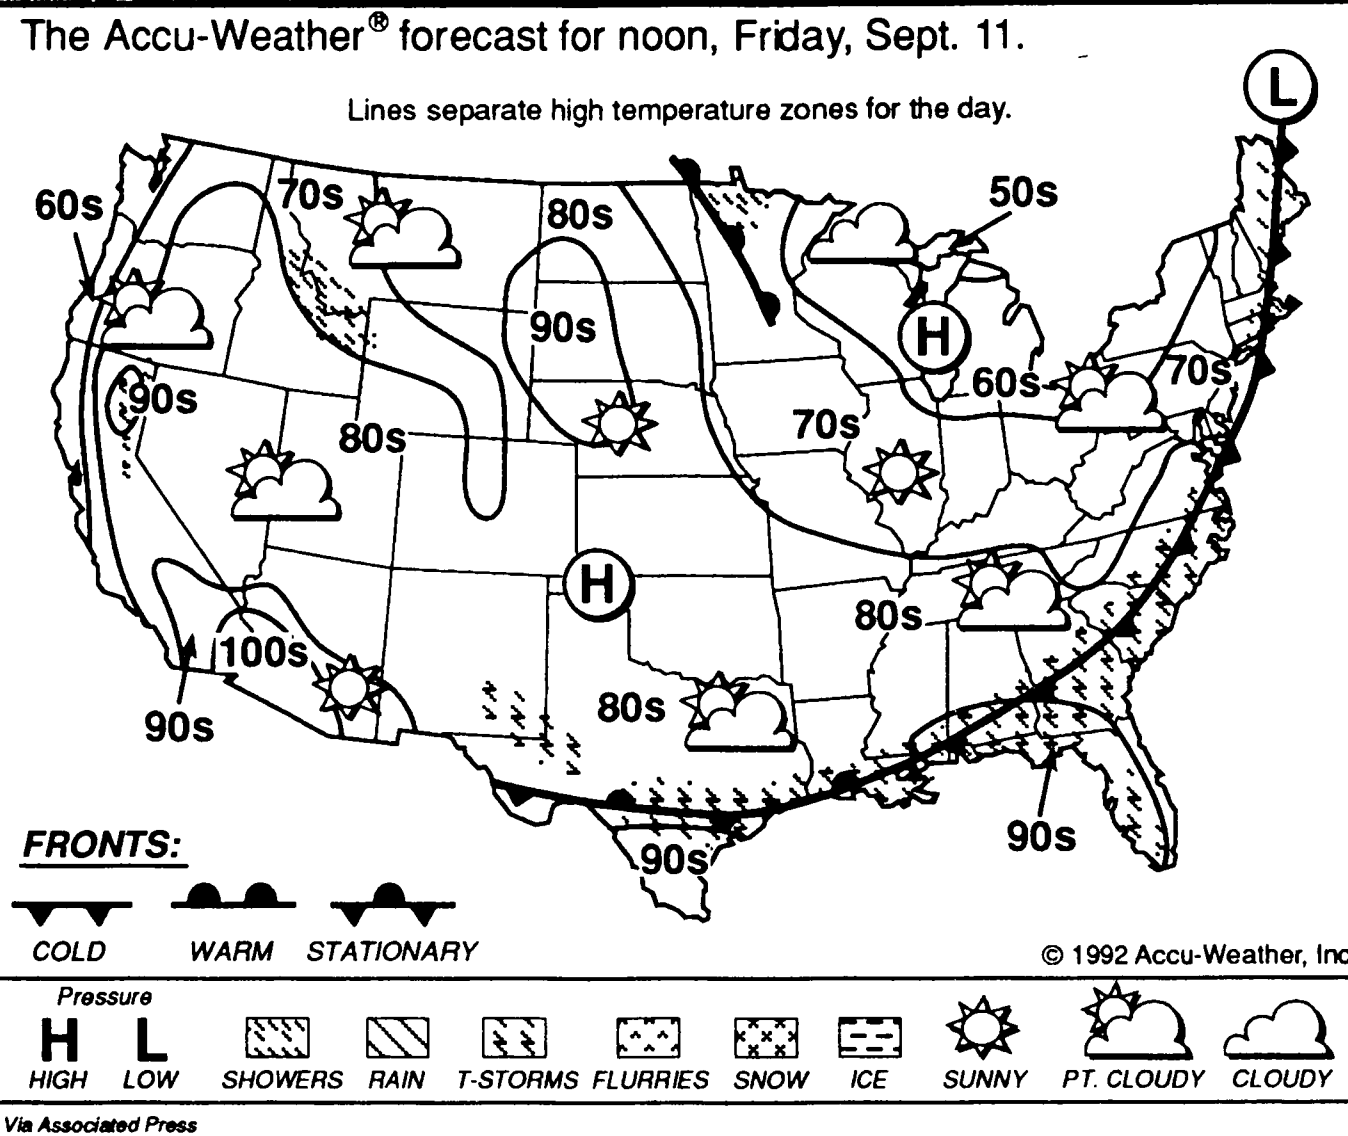 The Accu-Weather® forecast for noon, Friday, Sept. 11.
Lines separate high temperature zones for the day.
L
60s
70s
80s
50s
90s
H
60s
70s
90s
80s
70s
H
80s
100s
90s
80s
90s
90s
FRONTS:
COLD WARM STATIONARY
© 1992 Accu-Weather, Inc
Pressure
H L
HIGH LOW SHOWERS RAIN T-STORMS FLURRIES SNOW ICE SUNNY PT. CLOUDY CLOUDY
Via Associated Press